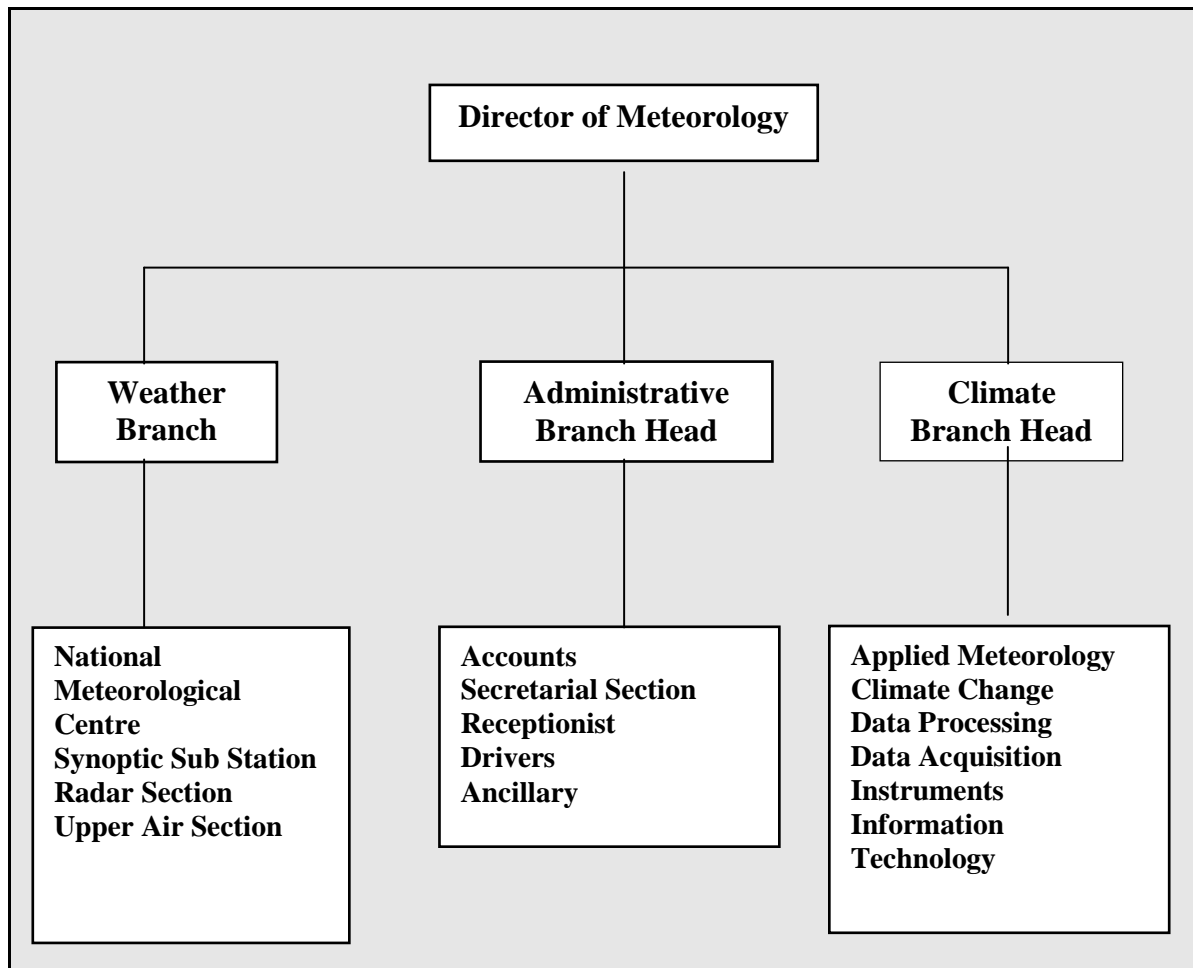 Director of Meteorology
Weather
Branch
Administrative
Branch Head
Climate
Branch Head
National
Meteorological
Centre
Synoptic Sub Station
Radar Section
Upper Air Section
Accounts
Secretarial Section
Receptionist
Drivers
Ancillary
Applied Meteorology
Climate Change
Data Processing
Data Acquisition
Instruments
Information
Technology